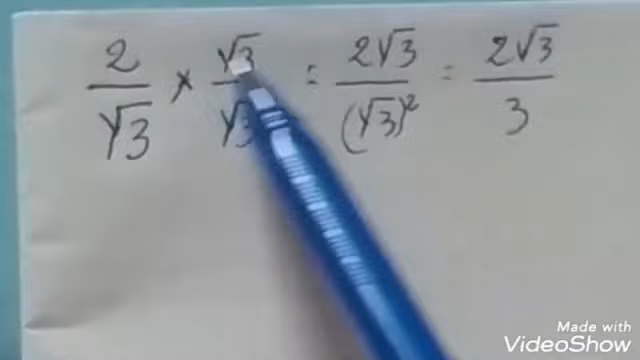 2/√3 × √3/√3 = 2√3/(√3)² = 2√3/3
Made with
VideoShow